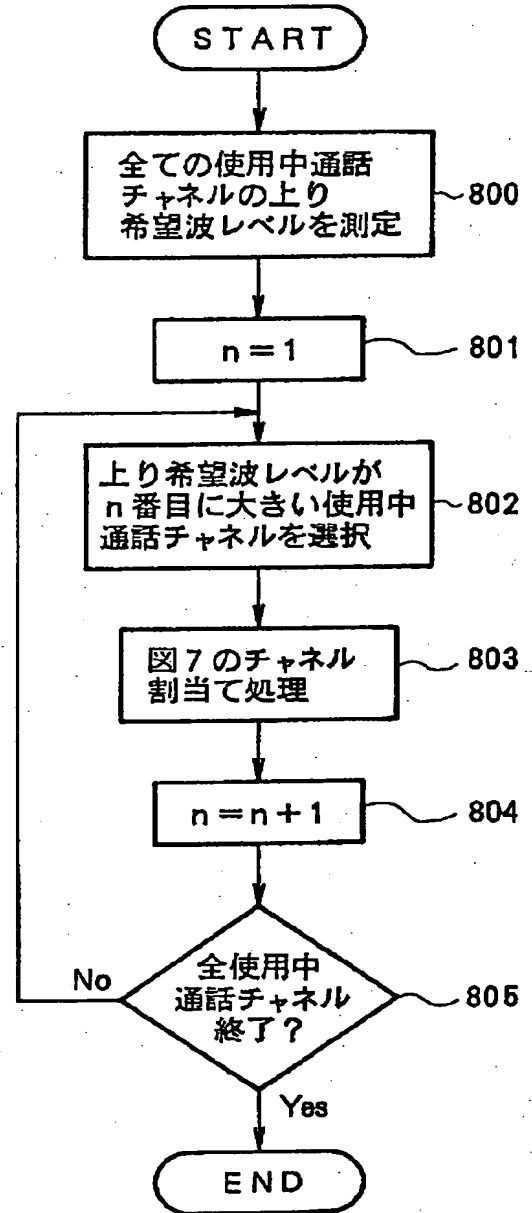 START
全ての使用中通話
チャネルの上り
希望波レベルを測定
800
n＝1
801
上り希望波レベルが
n番目に大きい使用中
通話チャネルを選択
802
図7のチャネル
割当て処理
803
n＝n＋1
804
全使用中
通話チャネル
終了？
805
No
Yes
END